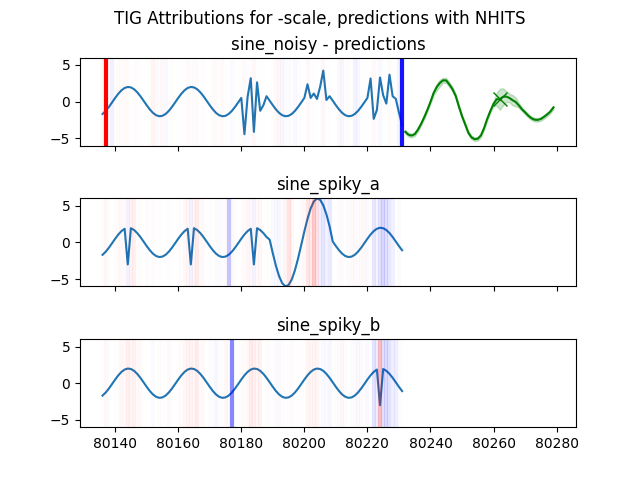 TIG Attributions for -scale, predictions with NHITS
sine_noisy - predictions
5
0
−5
sine_spiky_a
5
0
−5
sine_spiky_b
5
0
−5
80140 80160 80180 80200 80220 80240 80260 80280